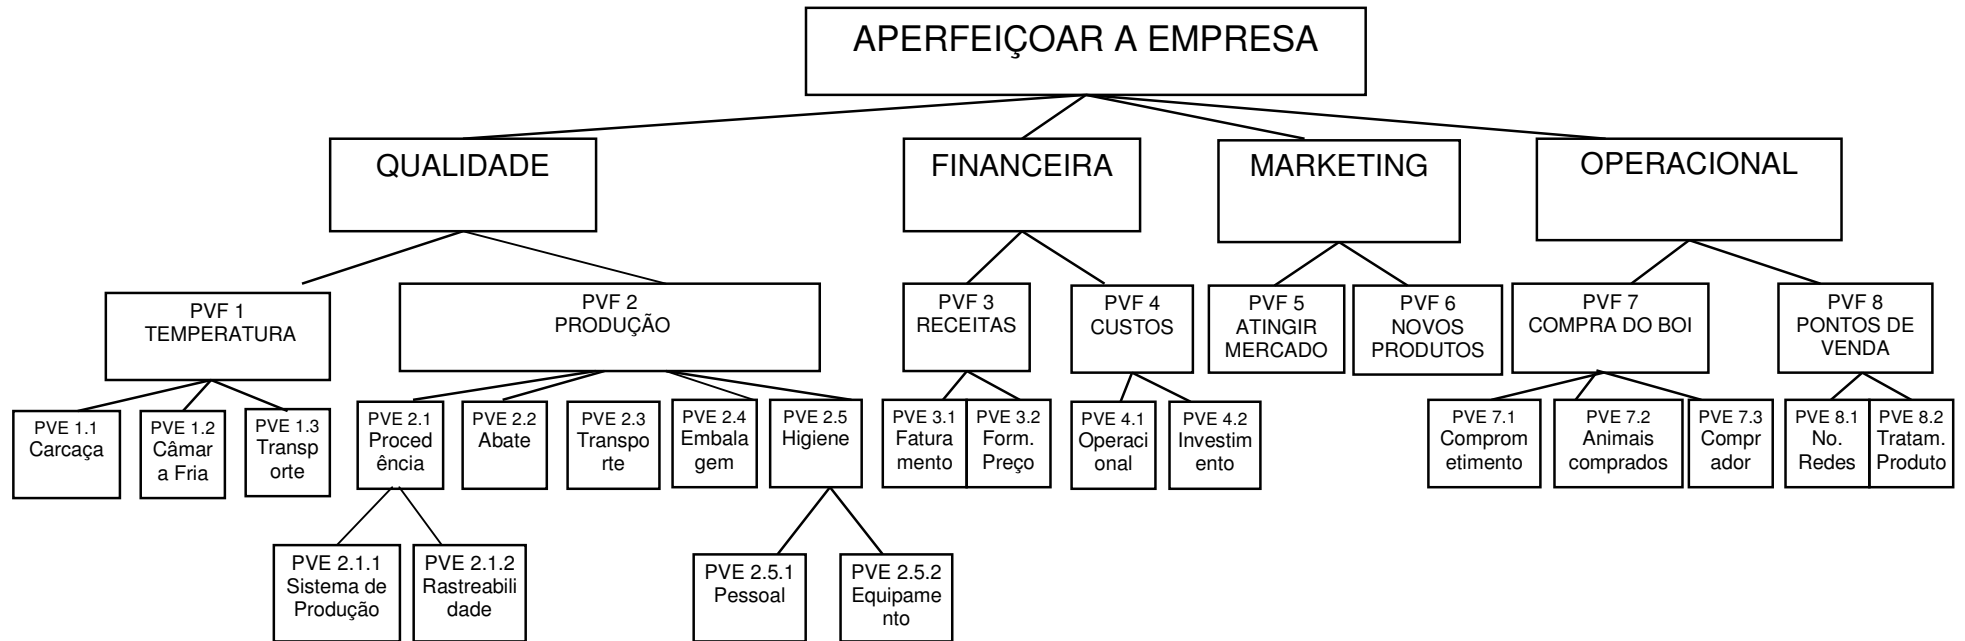 APERFEIÇOAR A EMPRESA
QUALIDADE
FINANCEIRA
MARKETING
OPERACIONAL
PVF 1
TEMPERATURA
PVF 2
PRODUÇÃO
PVF 3
RECEITAS
PVF 4
CUSTOS
PVF 5
ATINGIR
MERCADO
PVF 6
NOVOS
PRODUTOS
PVF 7
COMPRA DO BOI
PVF 8
PONTOS DE
VENDA
PVE 1.1
Carcaça
PVE 1.2
Câmar
a Fria
PVE 1.3
Transp
orte
PVE 2.1
Proced
ência
PVE 2.2
Abate
PVE 2.3
Transpo
rte
PVE 2.4
Embala
gem
PVE 2.5
Higiene
PVE 3.1
Fatura
mento
PVE 3.2
Form.
Preço
PVE 4.1
Operaci
onal
PVE 4.2
Investim
ento
PVE 7.1
Comprom
etimento
PVE 7.2
Animais
comprados
PVE 7.3
Compr
ador
PVE 8.1
No.
Redes
PVE 8.2
Tratam.
Produto
PVE 2.1.1
Sistema de
Produção
PVE 2.1.2
Rastreabili
dade
PVE 2.5.1
Pessoal
PVE 2.5.2
Equipame
nto